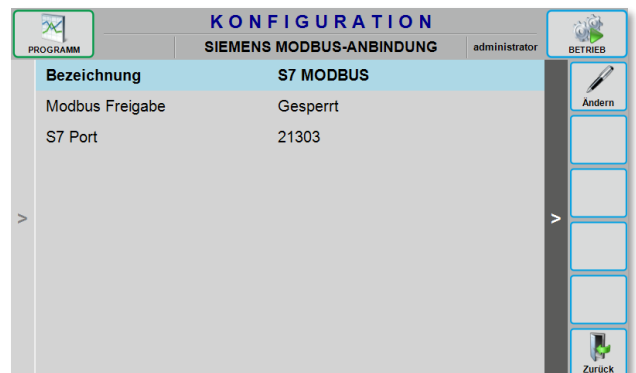 KONFIGURATION
PROGRAMM
SIEMENS MODBUS-ANBINDUNG administrator
BETRIEB
Bezeichnung S7 MODBUS
Ändern
Modbus Freigabe Gesperrt
S7 Port 21303
> >
Zurück